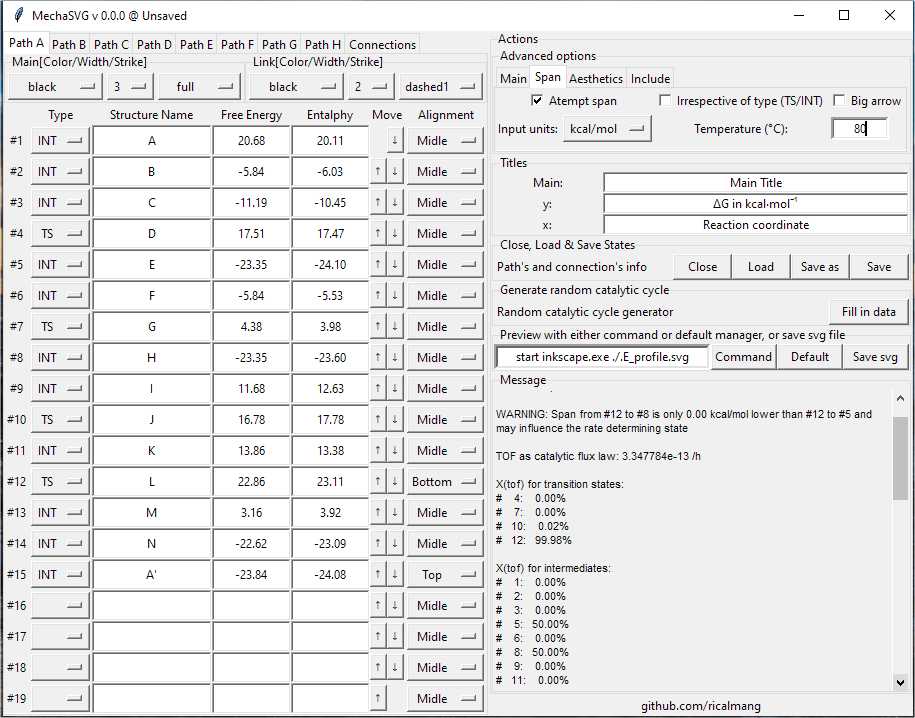 MechaSVG v 0.0.0 @ Unsaved
Path A Path B Path C Path D Path E Path F Path G Path H Connections
Main[Color/Width/Strike] Link[Color/Width/Strike]
black 3 full black 2 dashed1
Type Structure Name Free Energy Entalphy Move Alignment
#1 INT A 20.68 20.11 ↓ Midle
#2 INT B -5.84 -6.03 ↑ ↓ Midle
#3 INT C -11.19 -10.45 ↑ ↓ Midle
#4 TS D 17.51 17.47 ↑ ↓ Midle
#5 INT E -23.35 -24.10 ↑ ↓ Midle
#6 INT F -5.84 -5.53 ↑ ↓ Midle
#7 TS G 4.38 3.98 ↑ ↓ Midle
#8 INT H -23.35 -23.60 ↑ ↓ Midle
#9 INT I 11.68 12.63 ↑ ↓ Midle
#10 TS J 16.78 17.78 ↑ ↓ Midle
#11 INT K 13.86 13.38 ↑ ↓ Midle
#12 TS L 22.86 23.11 ↑ ↓ Bottom
#13 INT M 3.16 3.92 ↑ ↓ Midle
#14 INT N -22.62 -23.09 ↑ ↓ Midle
#15 INT A' -23.84 -24.08 ↑ ↓ Top
#16 ↑ ↓ Midle
#17 ↑ ↓ Midle
#18 ↑ ↓ Midle
#19 ↑ Midle
Actions
Advanced options
Main Span Aesthetics Include
Atempt span Irrespective of type (TS/INT) Big arrow
Input units: kcal/mol Temperature (°C): 80
Titles
Main: Main Title
y: ΔG in kcal·mol⁻¹
x: Reaction coordinate
Close, Load & Save States
Path's and connection's info Close Load Save as Save
Generate random catalytic cycle
Random catalytic cycle generator Fill in data
Preview with either command or default manager, or save svg file
start inkscape.exe ./.E_profile.svg Command Default Save svg
Message
WARNING: Span from #12 to #8 is only 0.00 kcal/mol lower than #12 to #5 and
may influence the rate determining state
TOF as catalytic flux law: 3.347784e-13 /h
X(tof) for transition states:
# 4: 0.00%
# 7: 0.00%
# 10: 0.02%
# 12: 99.98%
X(tof) for intermediates:
# 1: 0.00%
# 2: 0.00%
# 3: 0.00%
# 5: 50.00%
# 6: 0.00%
# 8: 50.00%
# 9: 0.00%
# 11: 0.00%
github.com/ricalmang